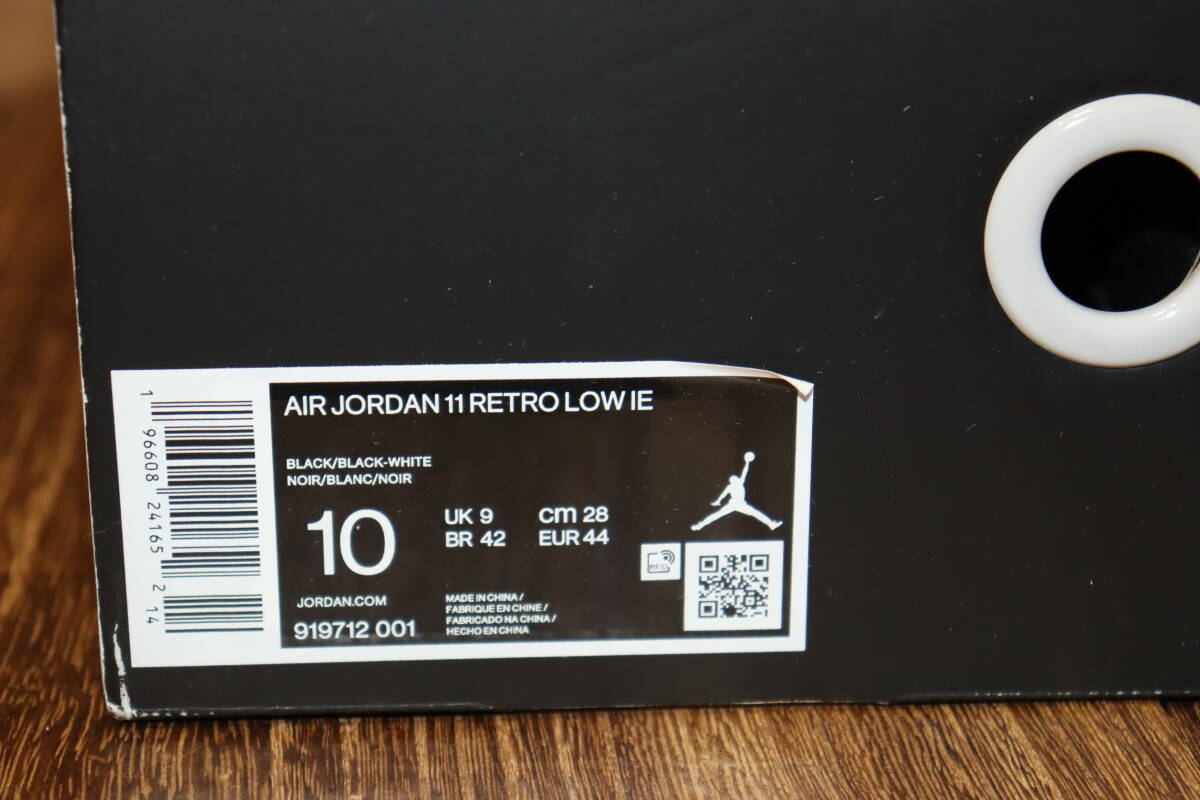 AIR JORDAN 11 RETRO LOW IE
BLACK/BLACK-WHITE
NOIR/BLANC/NOIR
10
UK 9 cm 28
BR 42 EUR 44
JORDAN.COM
919712 001
MADE IN CHINA /
FABRIQUE EN CHINE /
FABRICADO NA CHINA /
HECHO EN CHINA
RFID
1 96608 24165 2 14